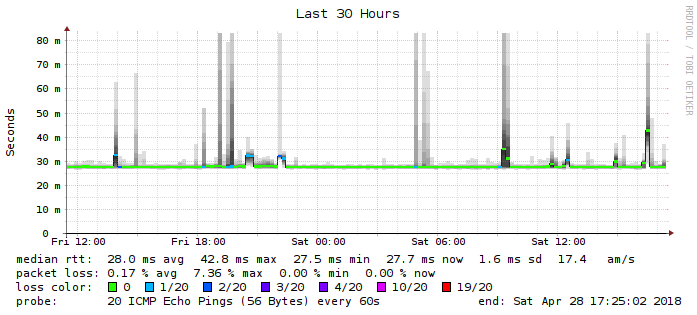 Last 30 Hours
RRDTOOL / TOBI OETIKER
Seconds
80 m
70 m
60 m
50 m
40 m
30 m
20 m
10 m
0
Fri 12:00 Fri 18:00 Sat 00:00 Sat 06:00 Sat 12:00
median rtt: 28.0 ms avg 42.8 ms max 27.5 ms min 27.7 ms now 1.6 ms sd 17.4 am/s
packet loss: 0.17 % avg 7.36 % max 0.00 % min 0.00 % now
loss color: 0 1/20 2/20 3/20 4/20 10/20 19/20
probe: 20 ICMP Echo Pings (56 Bytes) every 60s end: Sat Apr 28 17:25:02 2018